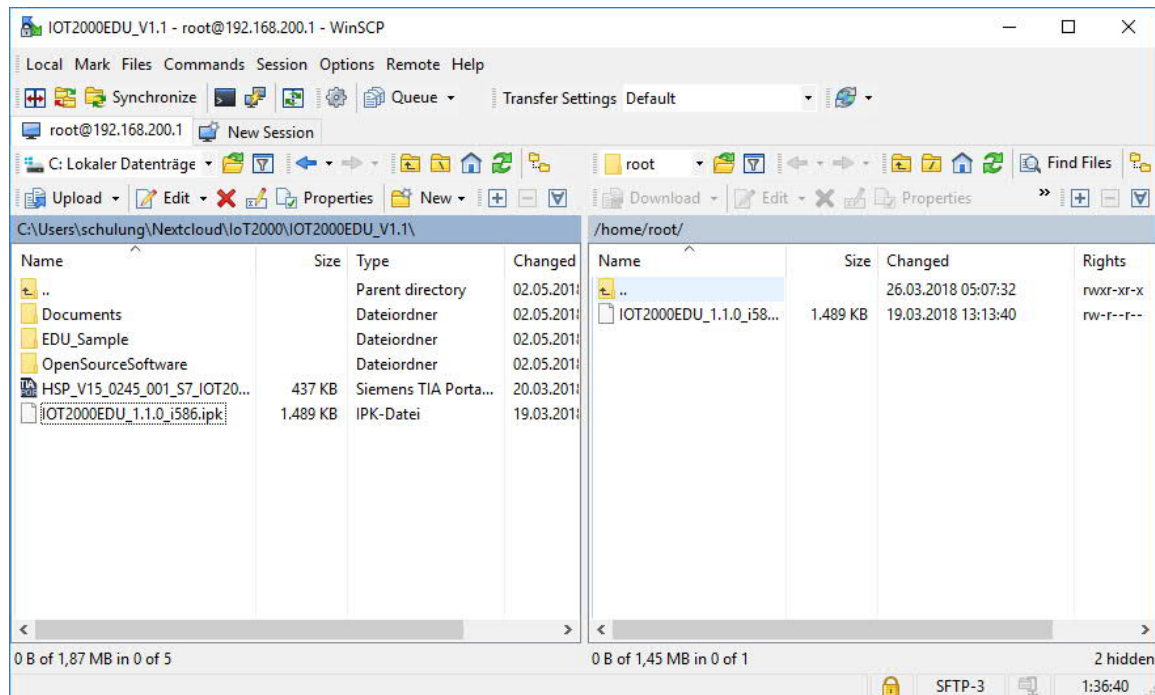 IOT2000EDU_V1.1 - root@192.168.200.1 - WinSCP
Local Mark Files Commands Session Options Remote Help
Synchronize Queue Transfer Settings Default
root@192.168.200.1 New Session
C: Lokaler Datenträge root Find Files
Upload Edit Properties New Download Edit Properties »
C:\Users\schulung\Nextcloud\IoT2000\IOT2000EDU_V1.1\ /home/root/
Name Size Type Changed Name Size Changed Rights
.. Parent directory 02.05.201 .. 26.03.2018 05:07:32 rwxr-xr-x
Documents Dateiordner 02.05.201 IOT2000EDU_1.1.0_i58... 1.489 KB 19.03.2018 13:13:40 rw-r--r--
EDU_Sample Dateiordner 02.05.201
OpenSourceSoftware Dateiordner 02.05.201
HSP_V15_0245_001_S7_IOT20... 437 KB Siemens TIA Porta... 20.03.201
IOT2000EDU_1.1.0_i586.ipk 1.489 KB IPK-Datei 19.03.201
0 B of 1,87 MB in 0 of 5 0 B of 1,45 MB in 0 of 1 2 hidden
SFTP-3 1:36:40